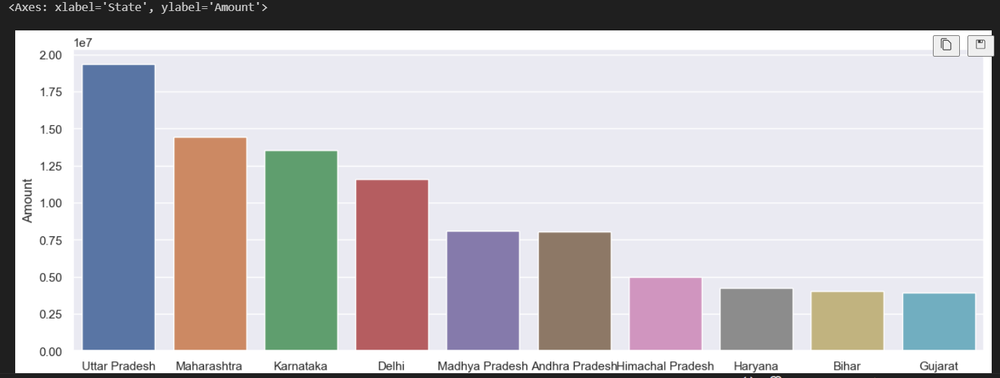 <Axes: xlabel='State', ylabel='Amount'>
1e7
2.00
1.75
1.50
1.25
1.00
0.75
0.50
0.25
0.00
Amount
Uttar Pradesh Maharashtra Karnataka Delhi Madhya Pradesh Andhra Pradesh Himachal Pradesh Haryana Bihar Gujarat